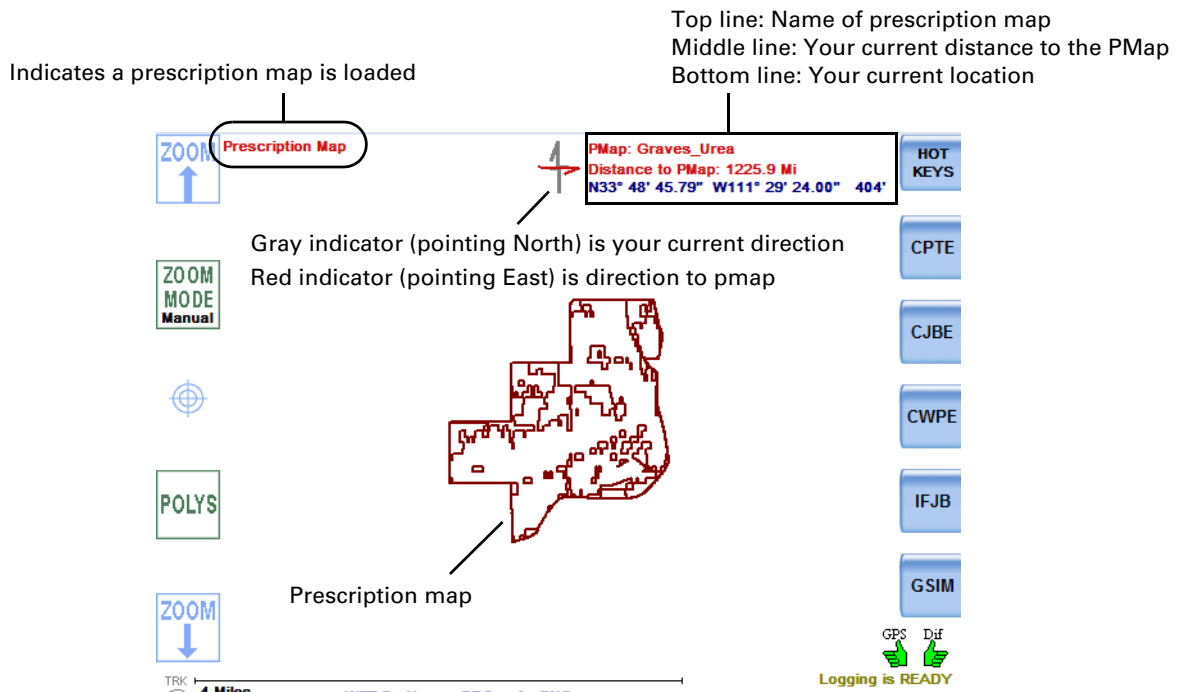 Top line: Name of prescription map
Middle line: Your current distance to the PMap
Bottom line: Your current location
Indicates a prescription map is loaded
ZOOM
Prescription Map
PMap: Graves_Urea
Distance to PMap: 1225.9 Mi
N33° 48' 45.79" W111° 29' 24.00" 404'
HOT
KEYS
Gray indicator (pointing North) is your current direction
Red indicator (pointing East) is direction to pmap
CPTE
ZOOM
MODE
Manual
CJBE
CWPE
POLYS
IFJB
Prescription map
GSIM
ZOOM
GPS Dif
Logging is READY
TRK
4 Miles